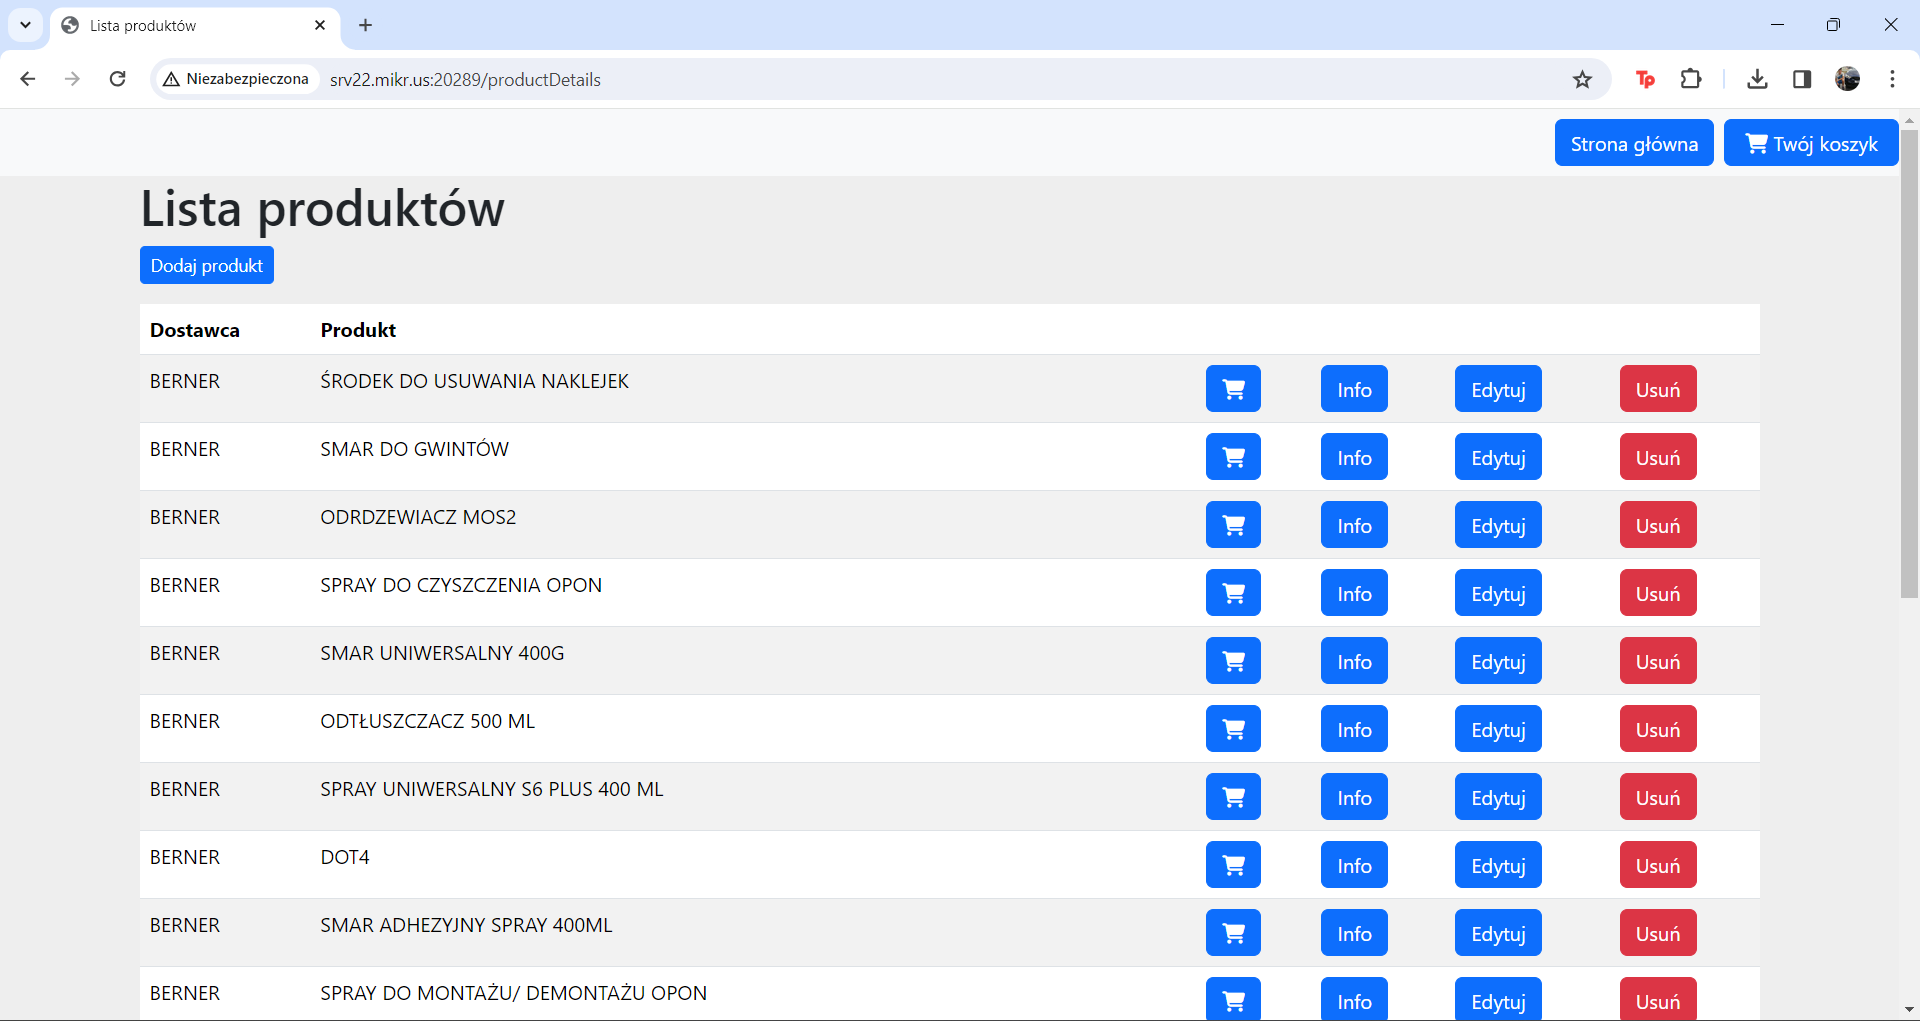 Lista produktów
Niezabezpieczona srv22.mikr.us:20289/productDetails Tp
Strona główna Twój koszyk
Lista produktów
Dodaj produkt
Dostawca Produkt
BERNER ŚRODEK DO USUWANIA NAKLEJEK Info Edytuj Usuń
BERNER SMAR DO GWINTÓW Info Edytuj Usuń
BERNER ODRDZEWIACZ MOS2 Info Edytuj Usuń
BERNER SPRAY DO CZYSZCZENIA OPON Info Edytuj Usuń
BERNER SMAR UNIWERSALNY 400G Info Edytuj Usuń
BERNER ODTŁUSZCZACZ 500 ML Info Edytuj Usuń
BERNER SPRAY UNIWERSALNY S6 PLUS 400 ML Info Edytuj Usuń
BERNER DOT4 Info Edytuj Usuń
BERNER SMAR ADHEZYJNY SPRAY 400ML Info Edytuj Usuń
BERNER SPRAY DO MONTAŻU/ DEMONTAŻU OPON Info Edytuj Usuń